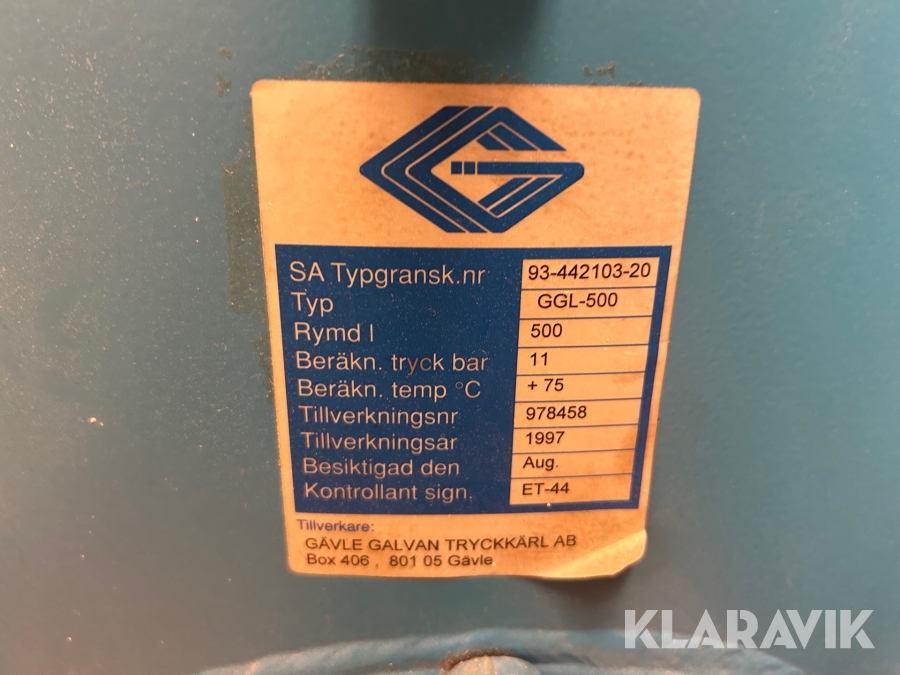 SA Typgransk.nr 93-442103-20
Typ GGL-500
Rymd l 500
Beräkn. tryck bar 11
Beräkn. temp °C + 75
Tillverkningsnr 978458
Tillverkningsår 1997
Besiktigad den Aug.
Kontrollant sign. ET-44
Tillverkare:
GÄVLE GALVAN TRYCKKÄRL AB
Box 406 , 801 05 Gävle
KLARAVIK